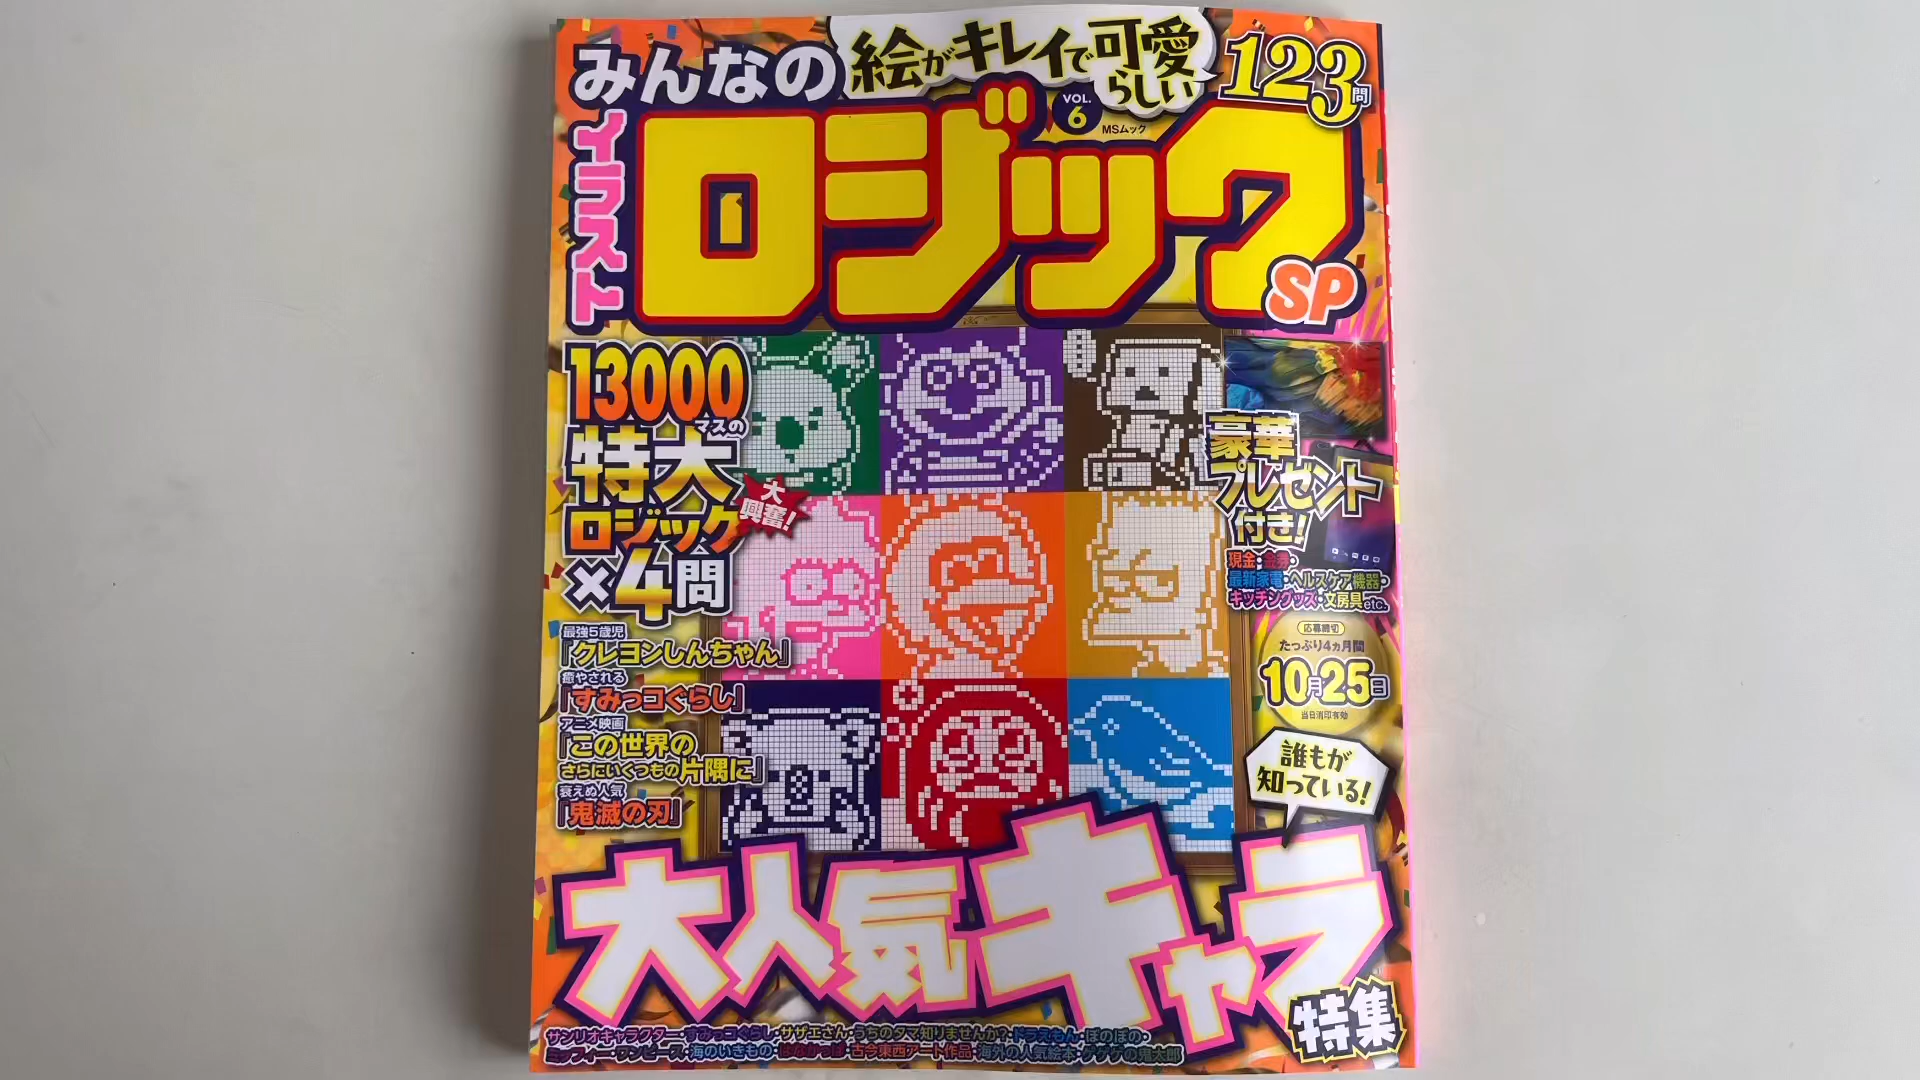 絵がキレイで可愛らしい
みんなの
123問
イラスト
ロジック
SP
VOL.
6
MSムック
13000
マスの
特大
ロジック
×4問
大興奮!
豪華
プレゼント
付き!
現金・金券・
最新家電・ヘルスケア機器・
キッチングッズ・文房具etc.
応募締切
たっぷり4ヵ月間
10月25日
当日消印有効
最強5歳児
『クレヨンしんちゃん』
癒やされる
『すみっコぐらし』
アニメ映画
『この世界の
さらにいくつもの片隅に』
衰えぬ人気
『鬼滅の刃』
誰もが
知っている!
大人気キャラ
特集
サンリオキャラクター・すみっコぐらし・サザエさん・うちのタマ知りませんか?・ドラえもん・ぼのぼの・
ミッフィー・ワンピース・海のいきもの・はなかっぱ・古今東西アート作品・海外の人気絵本・ゲゲゲの鬼太郎